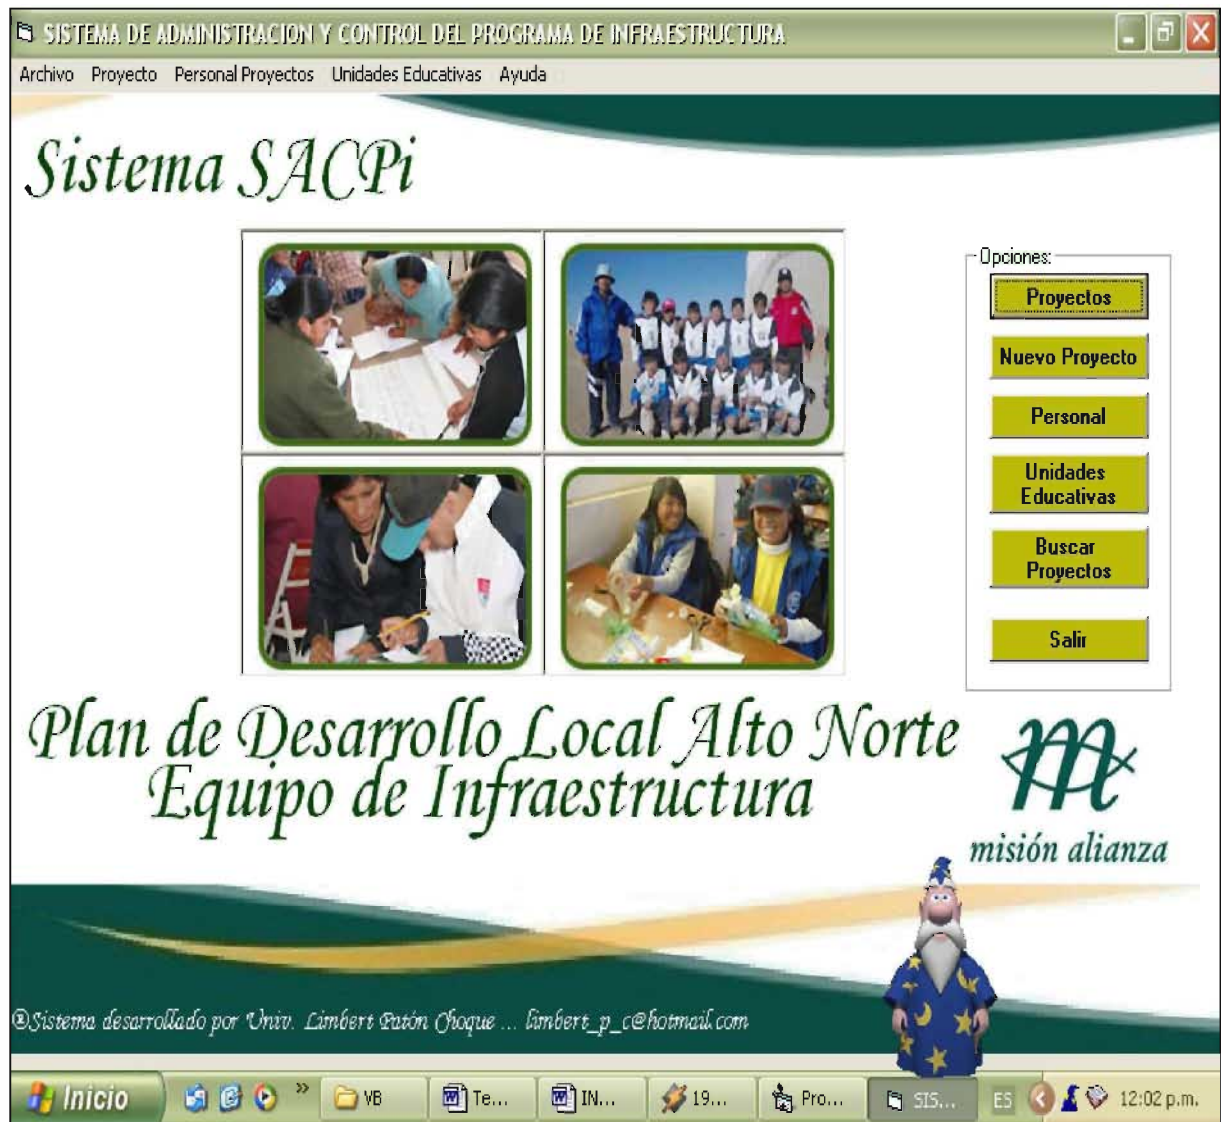 SISTEMA DE ADMINISTRACION Y CONTROL DEL PROGRAMA DE INFRAESTRUCTURA
Archivo Proyecto Personal Proyectos Unidades Educativas Ayuda
Sistema SACPi
Opciones:
Proyectos
Nuevo Proyecto
Personal
Unidades
Educativas
Buscar
Proyectos
Salir
Plan de Desarrollo Local Alto Norte
Equipo de Infraestructura
misión alianza
®Sistema desarrollado por Univ. Limbert Patón Choque ... limbert_p_c@hotmail.com
Inicio » VB Te... IN... 19... Pro... SIS... ES 12:02 p.m.